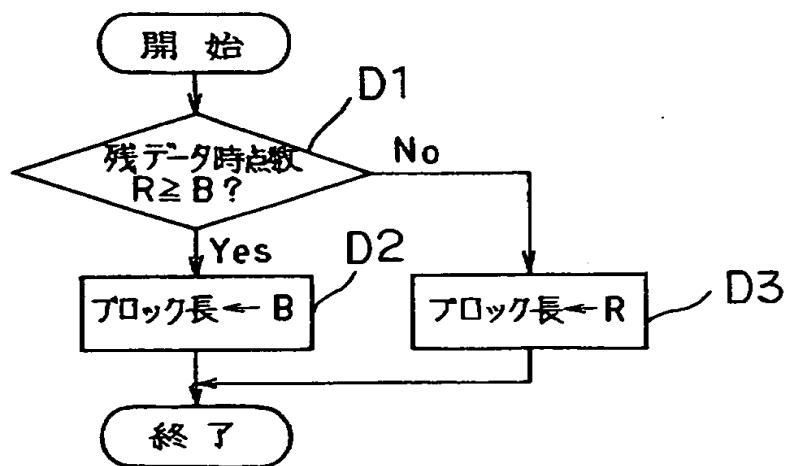 開始
D1
残データ時点数
R≧B?
No
Yes
D2
ブロック長←B
ブロック長←R
D3
終了